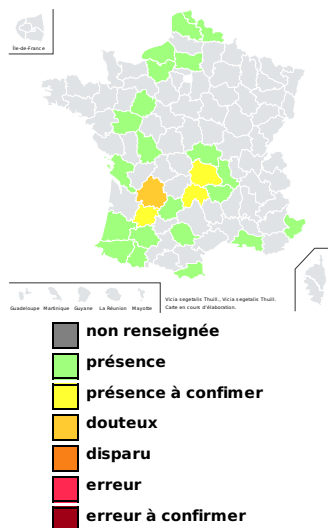 Île-de-France
Guadeloupe Martinique Guyane La Réunion Mayotte
Vicia segetalis Thuill., Vicia segetalis Thuill.
Carte en cours d'élaboration.
non renseignée
présence
présence à confimer
douteux
disparu
erreur
erreur à confirmer